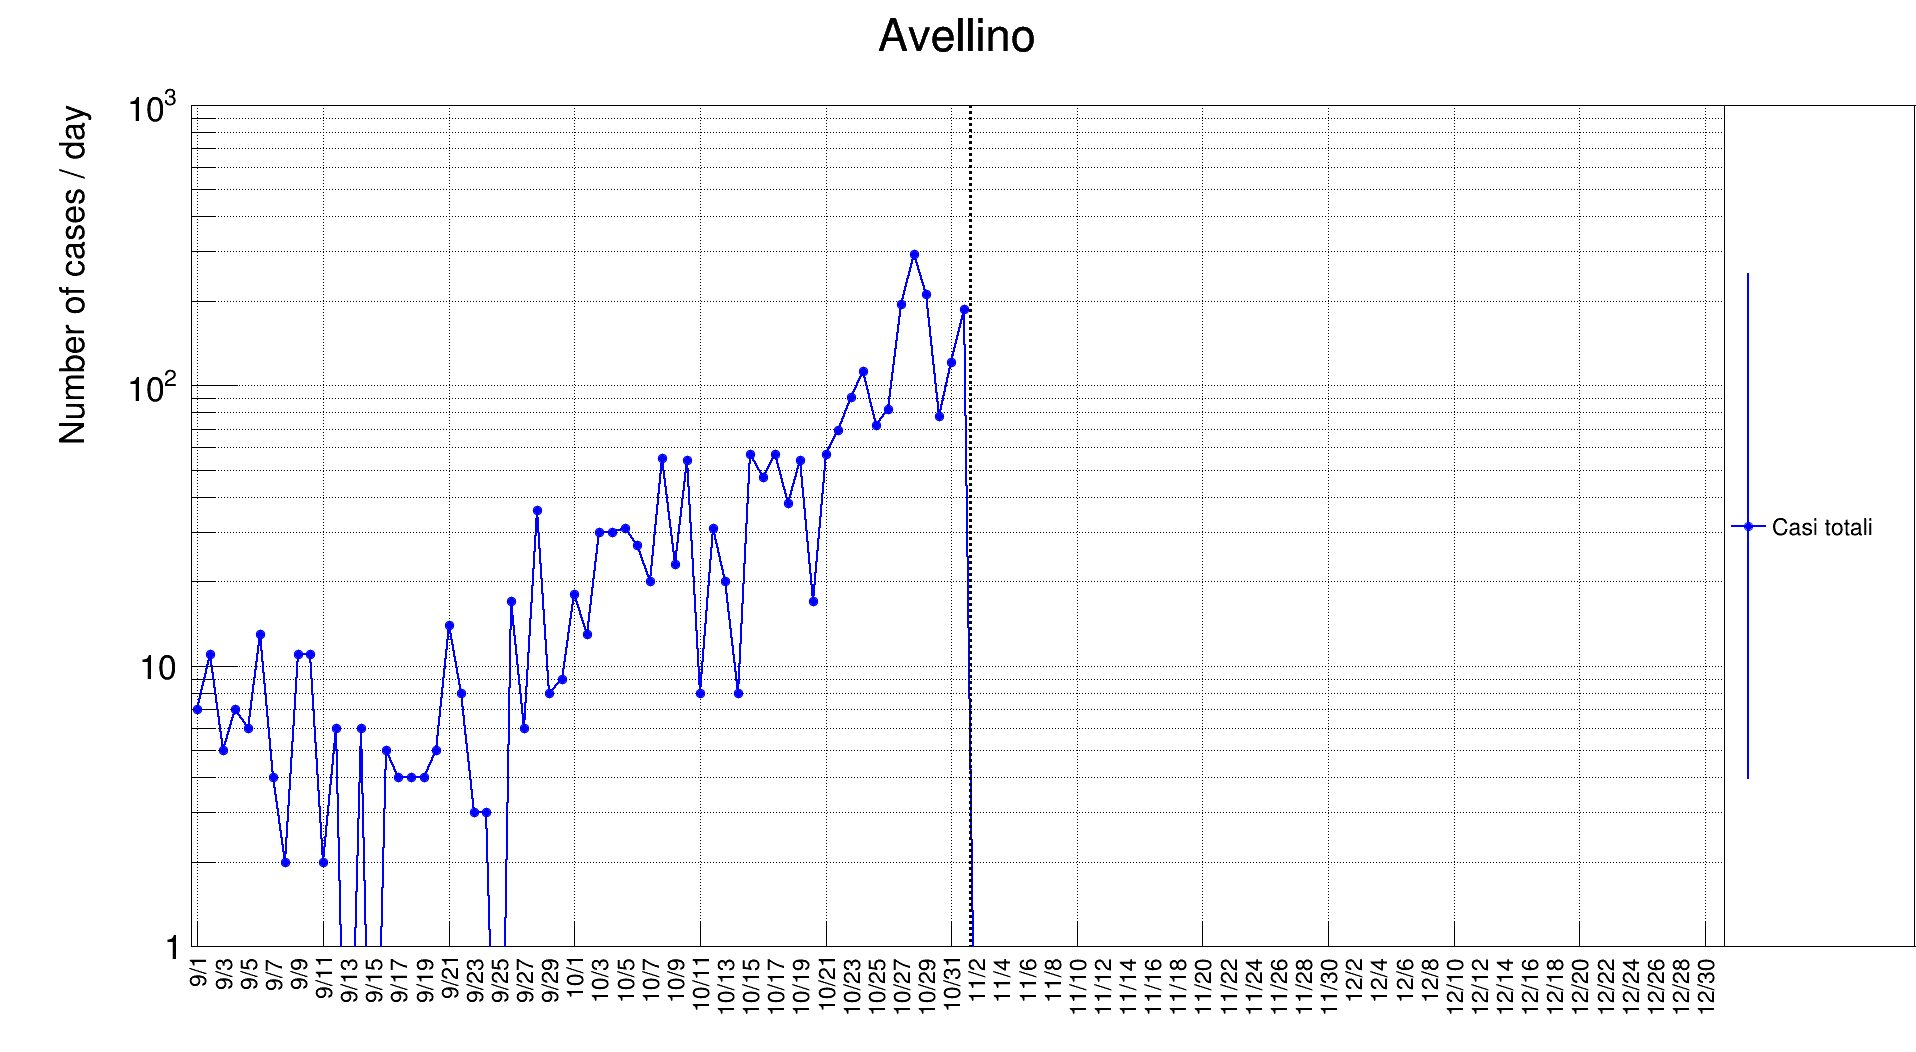 Avellino
Number of cases / day
10³
10²
10
1
9/1 9/3 9/5 9/7 9/9 9/11 9/13 9/15 9/17 9/19 9/21 9/23 9/25 9/27 9/29 10/1 10/3 10/5 10/7 10/9 10/11 10/13 10/15 10/17 10/19 10/21 10/23 10/25 10/27 10/29 10/31 11/2 11/4 11/6 11/8 11/10 11/12 11/14 11/16 11/18 11/20 11/22 11/24 11/26 11/28 11/30 12/2 12/4 12/6 12/8 12/10 12/12 12/14 12/16 12/18 12/20 12/22 12/24 12/26 12/28 12/30
Casi totali